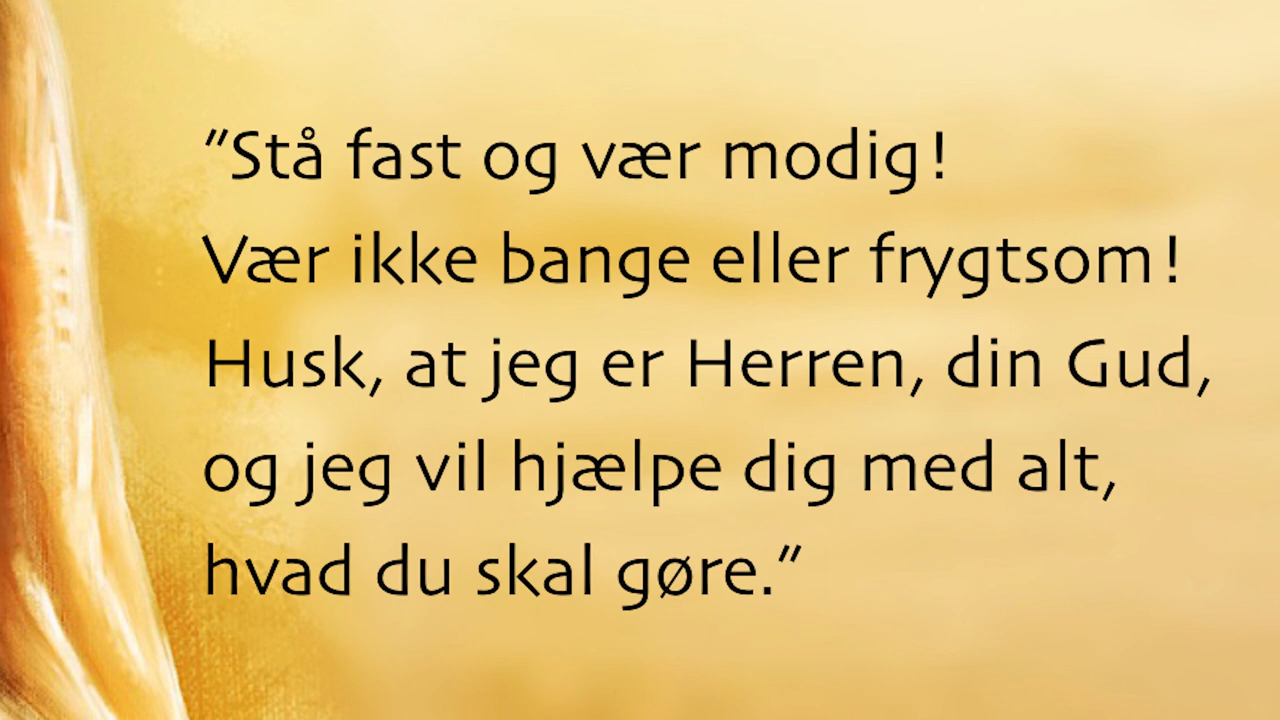 ”Stå fast og vær modig!
Vær ikke bange eller frygtsom!
Husk, at jeg er Herren, din Gud,
og jeg vil hjælpe dig med alt,
hvad du skal gøre.”